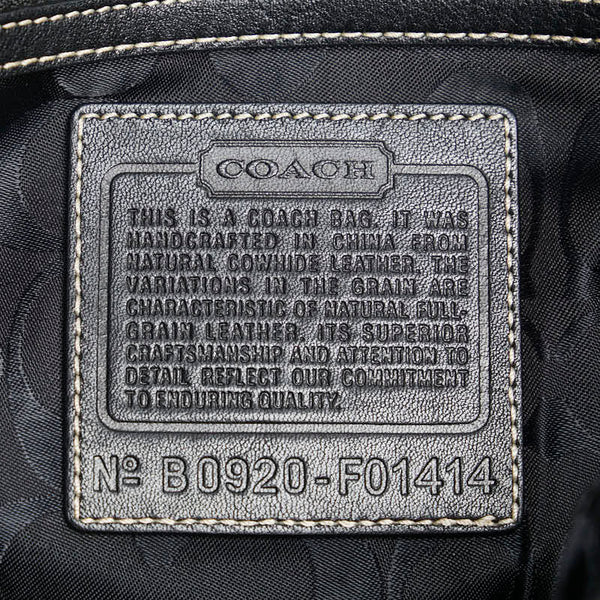 COACH
THIS IS A COACH BAG. IT WAS
HANDCRAFTED IN CHINA FROM
NATURAL COWHIDE LEATHER. THE
VARIATIONS IN THE GRAIN ARE
CHARACTERISTIC OF NATURAL FULL-
GRAIN LEATHER. ITS SUPERIOR
CRAFTSMANSHIP AND ATTENTION TO
DETAIL REFLECT OUR COMMITMENT
TO ENDURING QUALITY.
Nº B0920-F01414